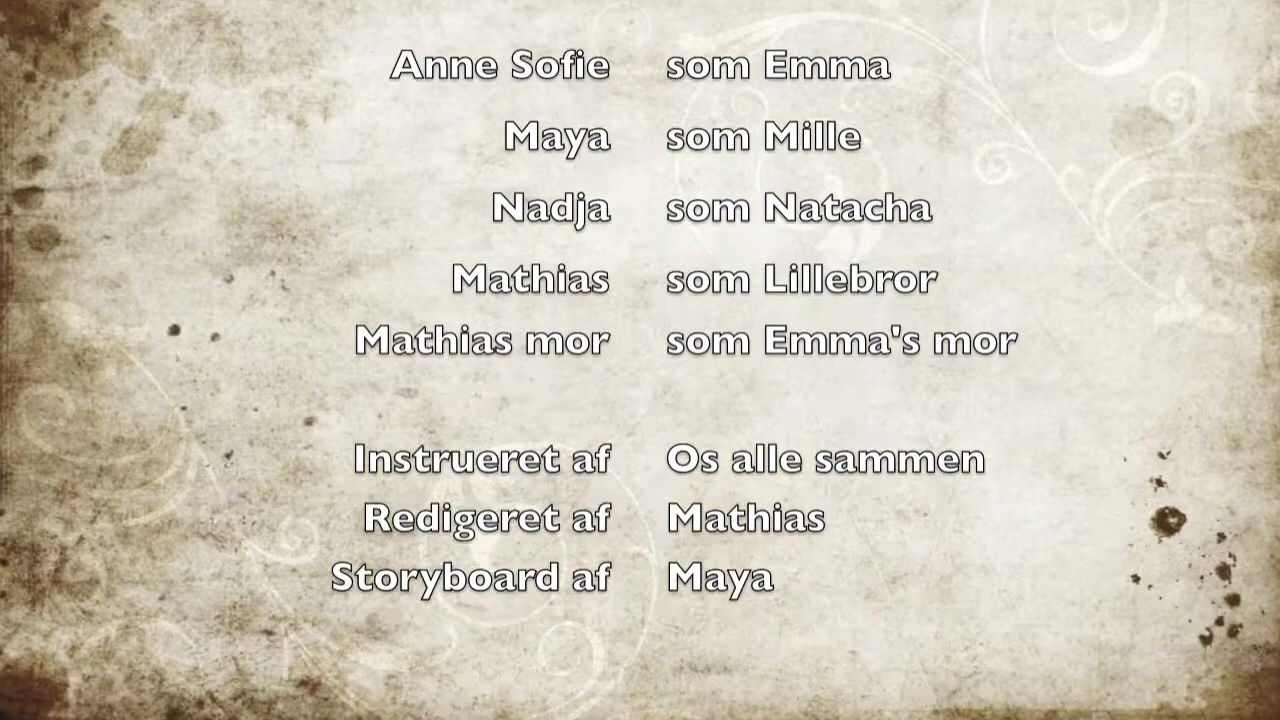 Anne Sofie som Emma
Maya som Mille
Nadja som Natacha
Mathias som Lillebror
Mathias mor som Emma's mor
Instrueret af Os alle sammen
Redigeret af Mathias
Storyboard af Maya